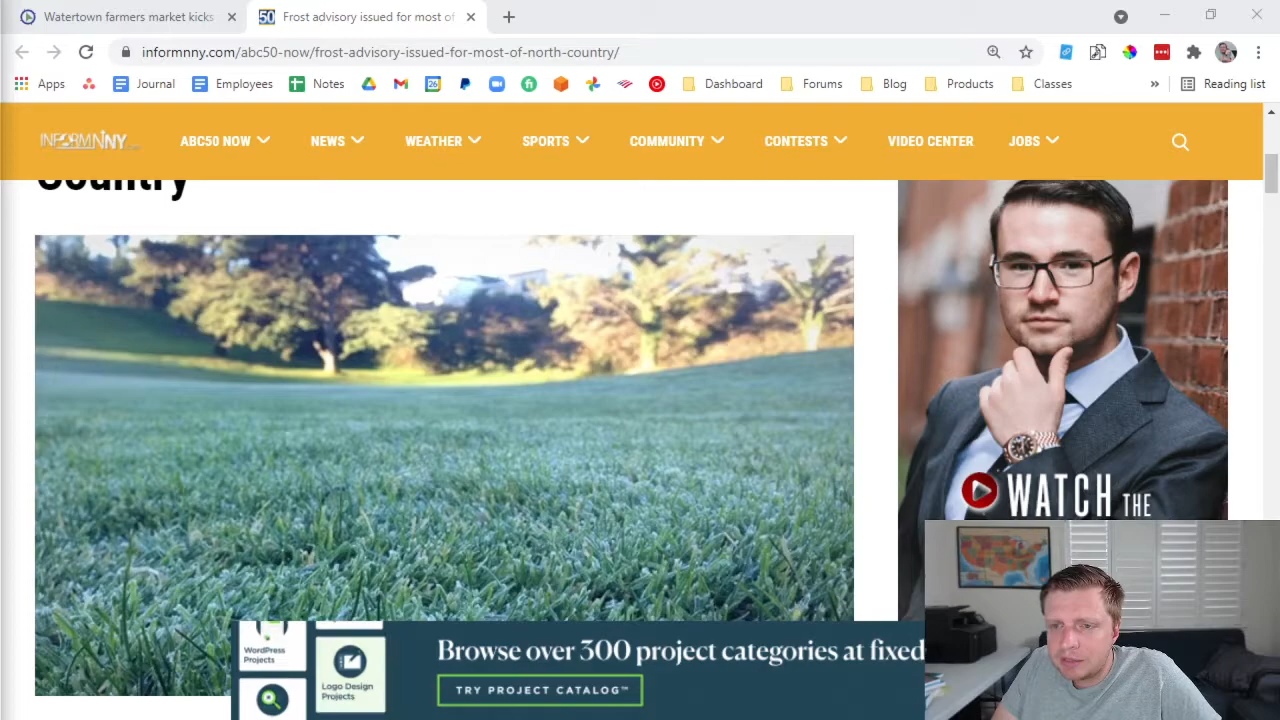 Watertown farmers market kicks
50
Frost advisory issued for most of
informnny.com/abc50-now/frost-advisory-issued-for-most-of-north-country/
Apps
Journal
Employees
Notes
26
Dashboard
Forums
Blog
Products
Classes
»
Reading list
INFORMNNY
ABC50 NOW
NEWS
WEATHER
SPORTS
COMMUNITY
CONTESTS
VIDEO CENTER
JOBS
Country
WATCH THE
WordPress
Projects
Logo Design
Projects
Browse over 300 project categories at fixed
TRY PROJECT CATALOG™